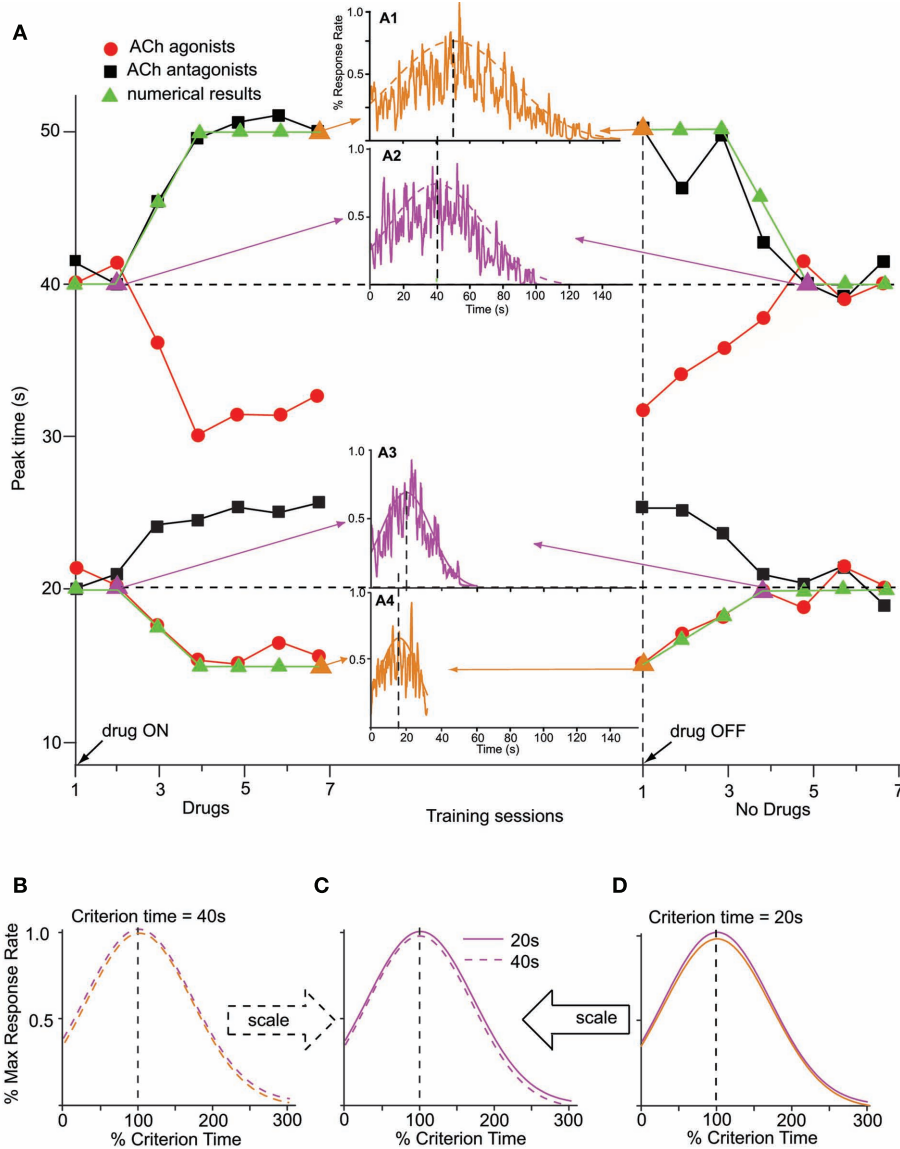 A
ACh agonists
ACh antagonists
numerical results
A1
% Response Rate
1.0
0.5
A2
1.0
0.5
0 20 40 60 80 100 120 140
Time (s)
A3
1.0
0.5
A4
1.0
0.5
0 20 40 60 80 100 120 140
Time (s)
Peak time (s)
50
40
30
20
10
drug ON
drug OFF
1 3 5 7
Drugs
Training sessions
1 3 5 7
No Drugs
B
Criterion time = 40s
% Max Response Rate
1.0
0.5
0 100 200 300
% Criterion Time
scale
C
20s
40s
0 100 200 300
% Criterion Time
scale
D
Criterion time = 20s
0 100 200 300
% Criterion Time